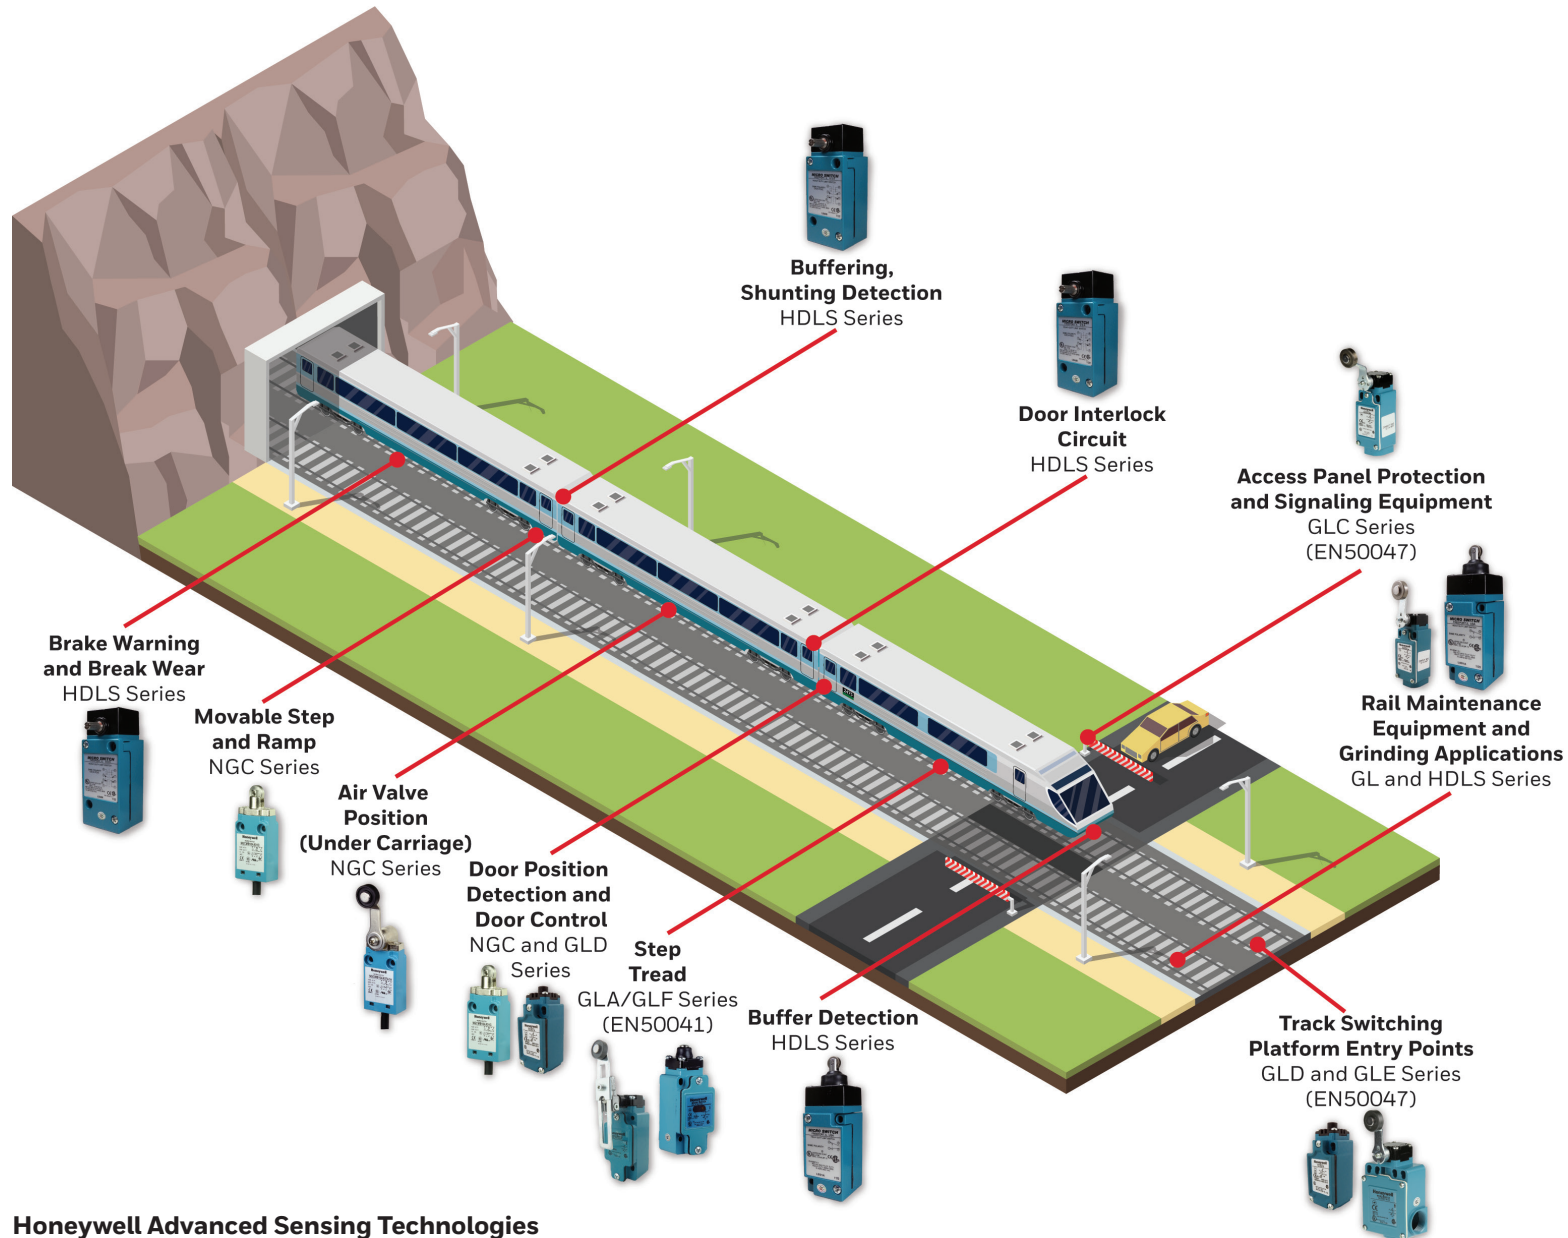 Buffering,
Shunting Detection
HDLS Series
Door Interlock
Circuit
HDLS Series
Access Panel Protection
and Signaling Equipment
GLC Series
(EN50047)
Rail Maintenance
Equipment and
Grinding Applications
GL and HDLS Series
Brake Warning
and Break Wear
HDLS Series
Movable Step
and Ramp
NGC Series
Air Valve
Position
(Under Carriage)
NGC Series
Door Position
Detection and
Door Control
NGC and GLD
Series
Step
Tread
GLA/GLF Series
(EN50041)
Buffer Detection
HDLS Series
Track Switching
Platform Entry Points
GLD and GLE Series
(EN50047)
Honeywell Advanced Sensing Technologies